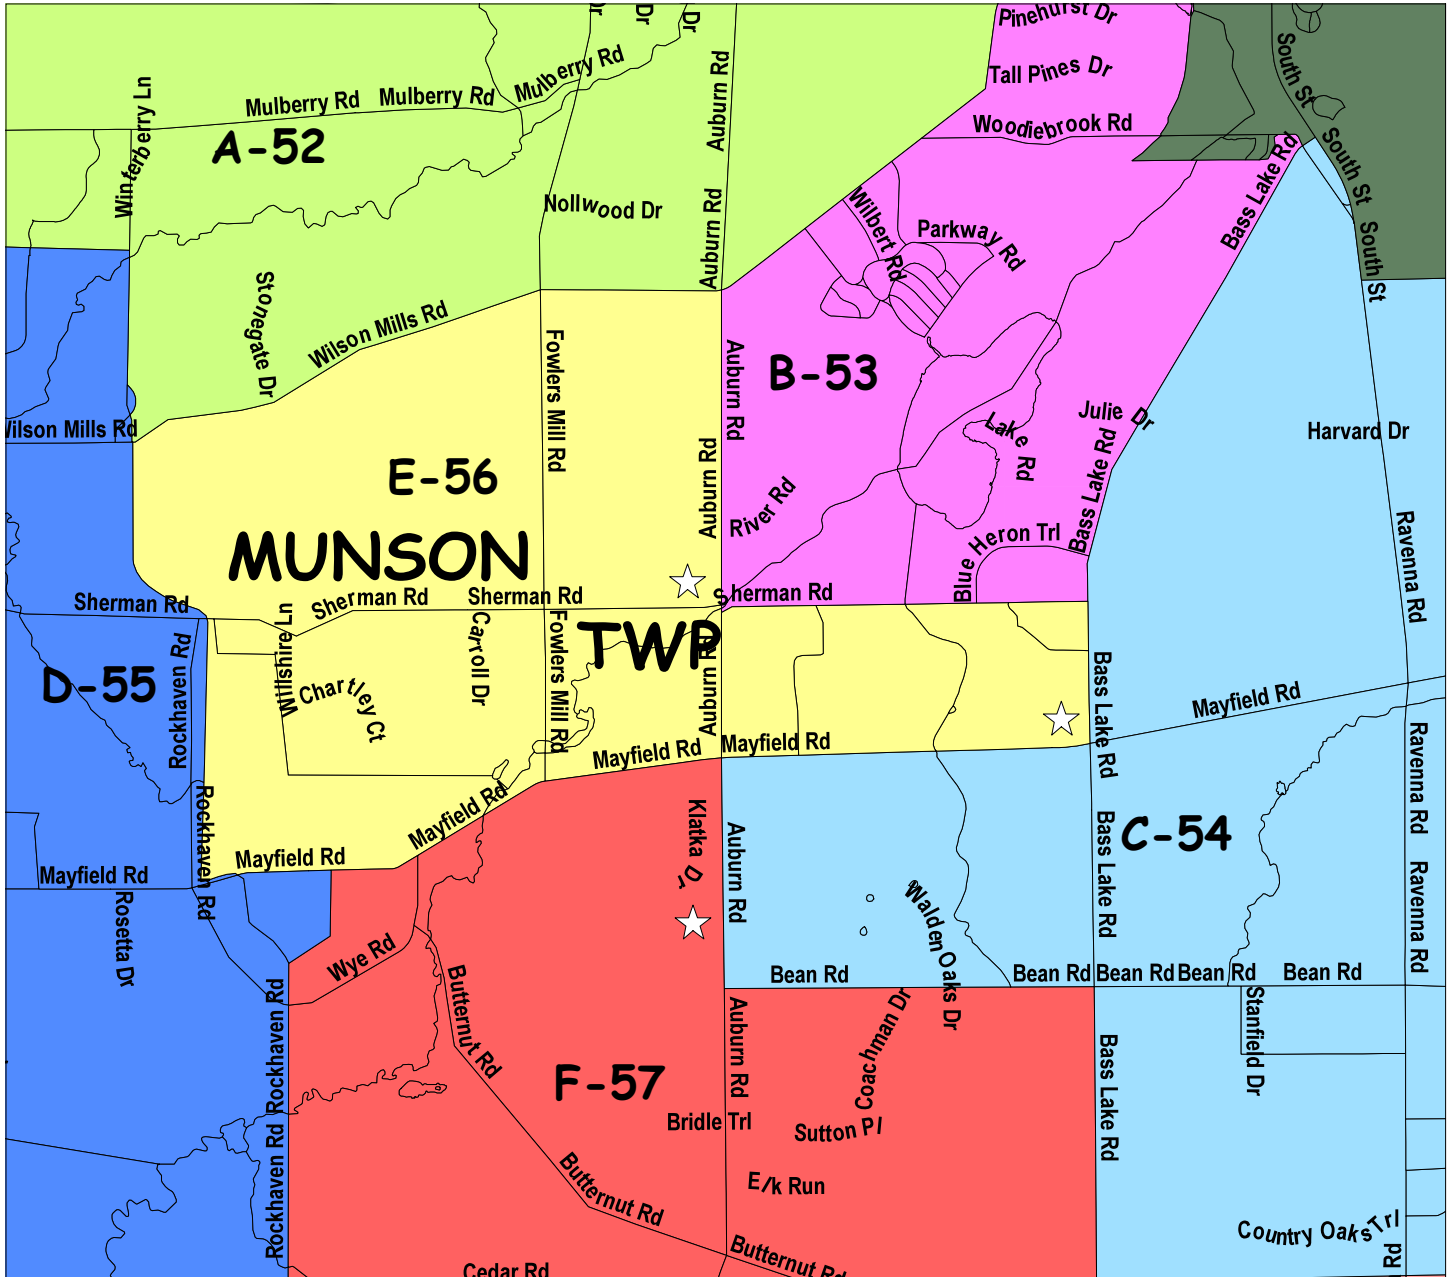 Dr
Dr
Dr
Pinehurst Dr
South St
Mulberry Rd
Auburn Rd
Tall Pines Dr
Mulberry Rd
Mulberry Rd
Winterberry Ln
Woodiebrook Rd
A-52
South St
Bass Lake Rd
Nollwood Dr
Auburn Rd
Wilbert Rd
Parkway Rd
South St
Stonegate Dr
Wilson Mills Rd
Fowlers Mill Rd
Auburn Rd
B-53
Julie Dr
Lake Rd
Wilson Mills Rd
Harvard Dr
E-56
Auburn Rd
River Rd
Bass Lake Rd
MUNSON
Heron Trl
Blue
Ravenna Rd
Sherman Rd
Sherman Rd
Sherman Rd
Sherman Rd
Willshire Ln
Carroll Dr
Fowlers Mill Rd
TWP
Auburn Rd
D-55
Rockhaven Rd
Chartley Ct
Bass Lake Rd
Mayfield Rd
Mayfield Rd
Mayfield Rd
Ravenna Rd
Rockhaven Rd
Mayfield Rd
Klatka Dr
Auburn Rd
Bass Lake Rd
C-54
Mayfield Rd
Mayfield Rd
Ravenna Rd
Rosetta Dr
Walden Oaks Dr
Wye Rd
Bean Rd
Bean Rd
Bean Rd
Bean Rd
Bean Rd
Butternut Rd
Rockhaven Rd
Auburn Rd
Coachman Dr
Stanfield Dr
F-57
Bass Lake Rd
Bridle Trl
Sutton Pl
Rockhaven Rd
Butternut Rd
Elk Run
Country Oaks Trl
Rd
Butternut Rd
Cedar Rd